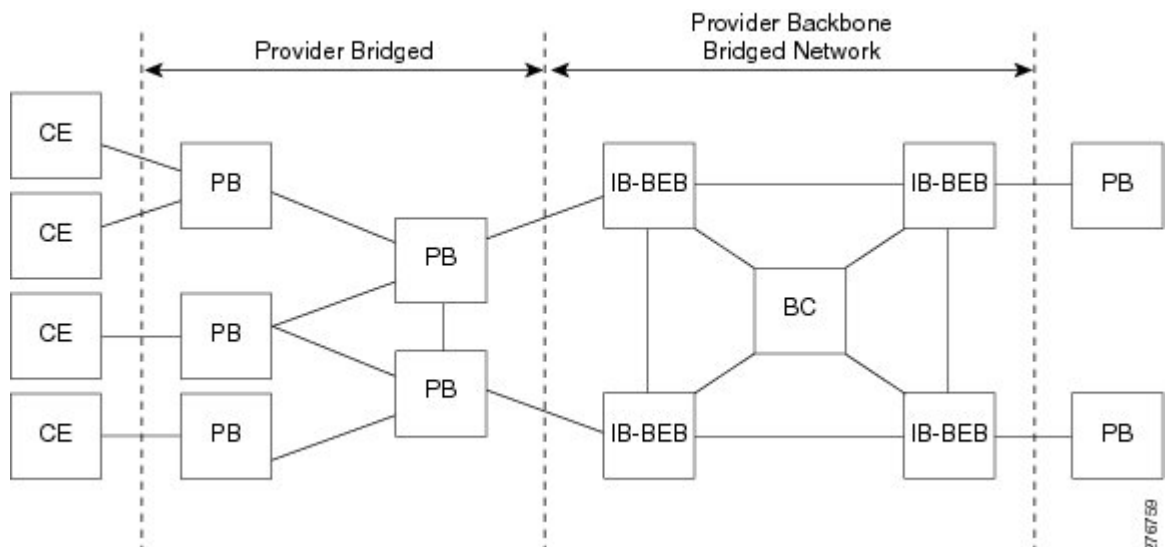 Provider Bridged
Provider Backbone
Bridged Network
CE
CE
CE
CE
PB
PB
PB
PB
PB
IB-BEB
IB-BEB
BC
IB-BEB
IB-BEB
PB
PB
276759